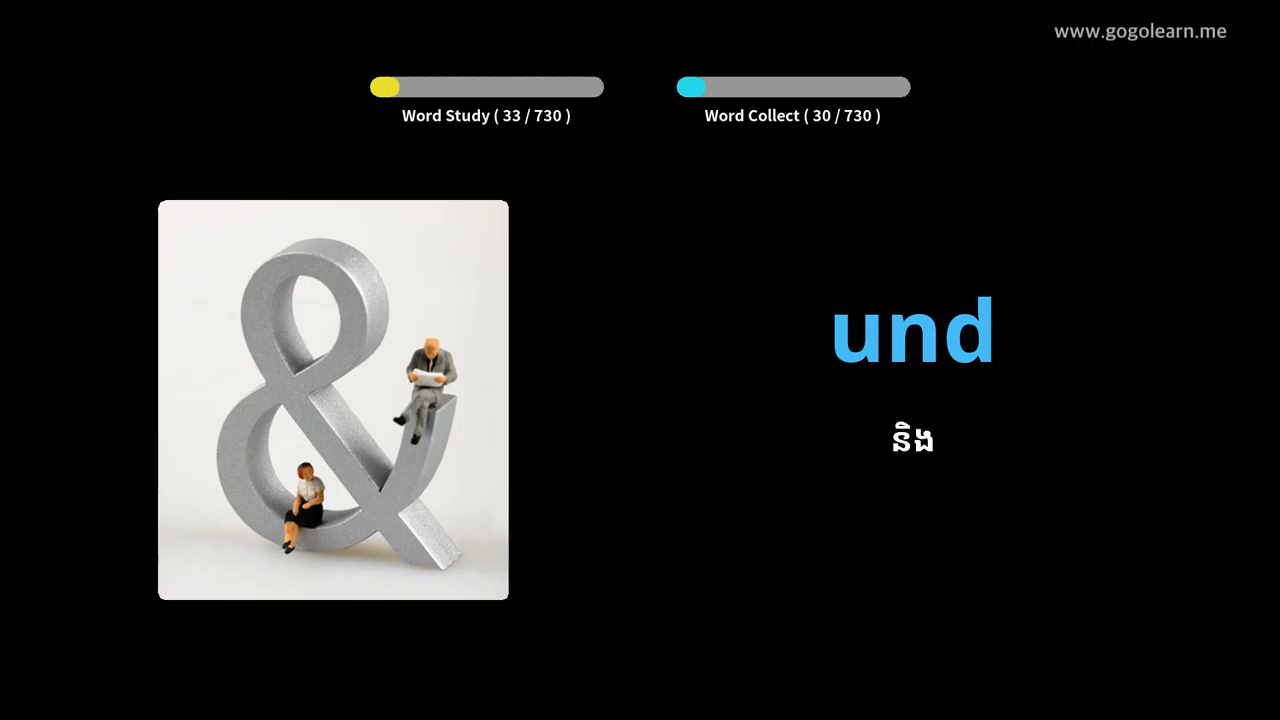 www.gogolearn.me
Word Study ( 33 / 730 )
Word Collect ( 30 / 730 )
&
und
និង